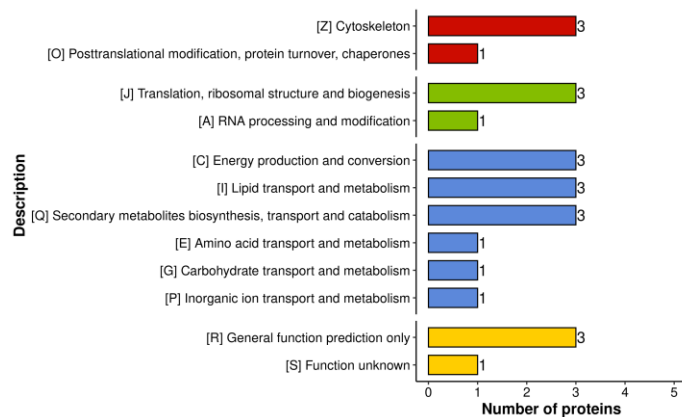 [Z] Cytoskeleton 3
[O] Posttranslational modification, protein turnover, chaperones 1
[J] Translation, ribosomal structure and biogenesis 3
[A] RNA processing and modification 1
[C] Energy production and conversion 3
[I] Lipid transport and metabolism 3
[Q] Secondary metabolites biosynthesis, transport and catabolism 3
[E] Amino acid transport and metabolism 1
[G] Carbohydrate transport and metabolism 1
[P] Inorganic ion transport and metabolism 1
[R] General function prediction only 3
[S] Function unknown 1
Description
0 1 2 3 4 5
Number of proteins